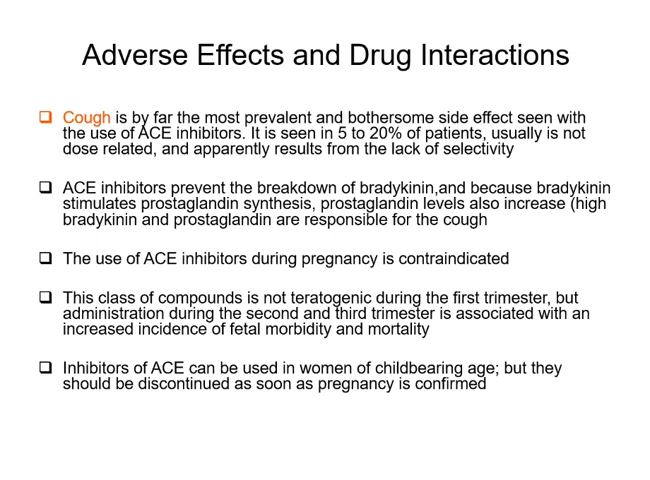 Adverse Effects and Drug Interactions
❑ Cough is by far the most prevalent and bothersome side effect seen with
the use of ACE inhibitors. It is seen in 5 to 20% of patients, usually is not
dose related, and apparently results from the lack of selectivity
❑ ACE inhibitors prevent the breakdown of bradykinin,and because bradykinin
stimulates prostaglandin synthesis, prostaglandin levels also increase (high
bradykinin and prostaglandin are responsible for the cough
❑ The use of ACE inhibitors during pregnancy is contraindicated
❑ This class of compounds is not teratogenic during the first trimester, but
administration during the second and third trimester is associated with an
increased incidence of fetal morbidity and mortality
❑ Inhibitors of ACE can be used in women of childbearing age; but they
should be discontinued as soon as pregnancy is confirmed